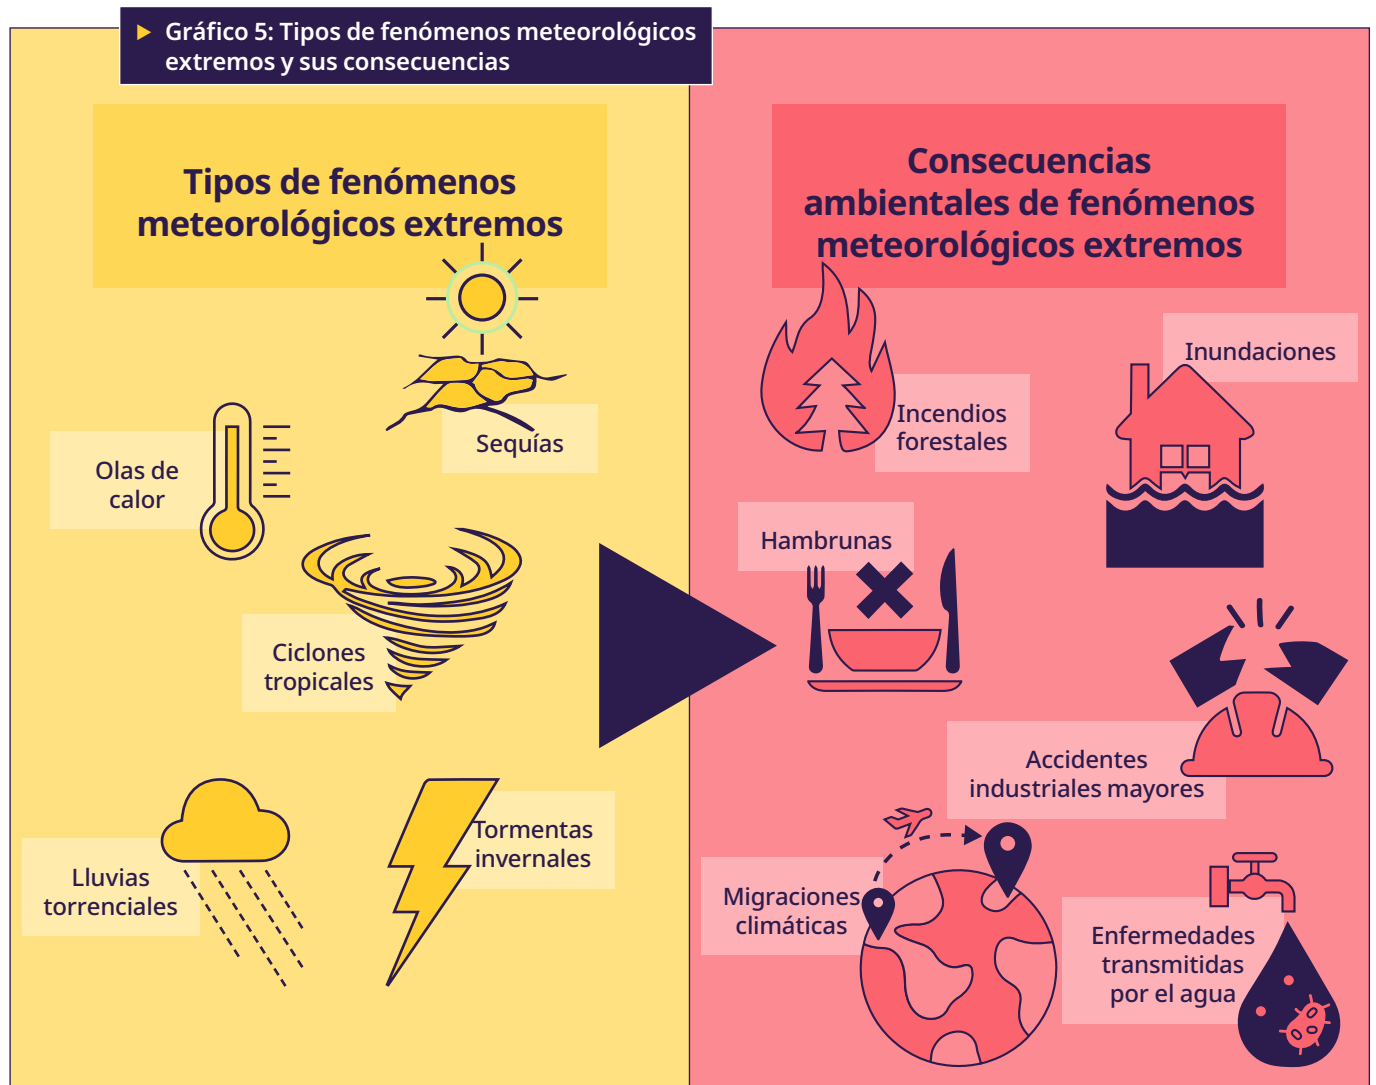 Gráfico 5: Tipos de fenómenos meteorológicos
extremos y sus consecuencias
Tipos de fenómenos
meteorológicos extremos
Sequías
Olas de
calor
Ciclones
tropicales
Lluvias
torrenciales
Tormentas
invernales
Consecuencias
ambientales de fenómenos
meteorológicos extremos
Inundaciones
Incendios
forestales
Hambrunas
Accidentes
industriales mayores
Migraciones
climáticas
Enfermedades
transmitidas
por el agua